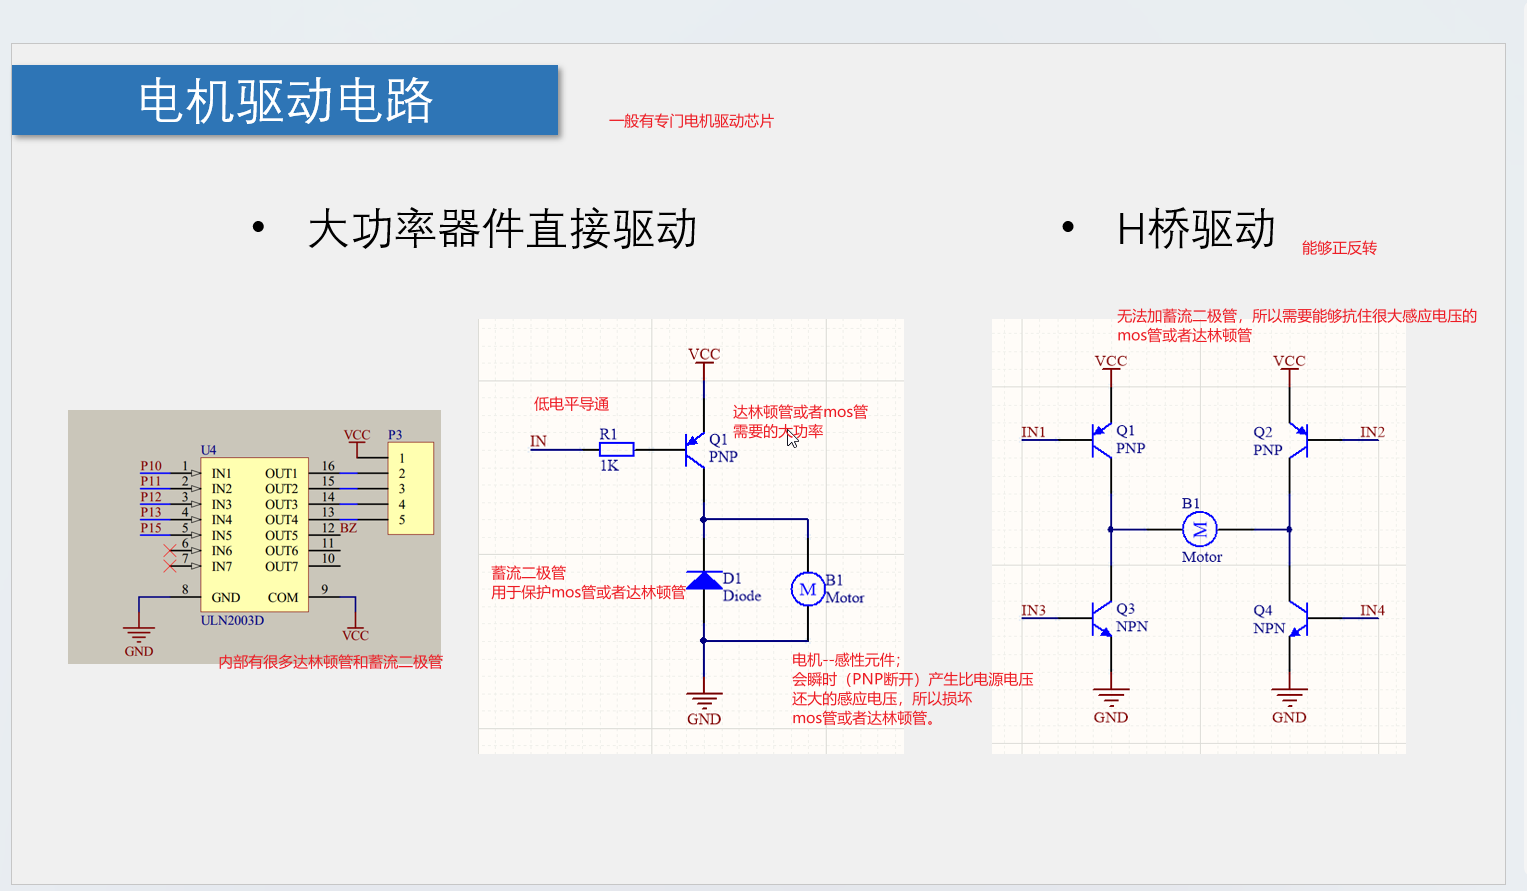 电机驱动电路
一般有专门电机驱动芯片
• 大功率器件直接驱动
• H桥驱动
能够正反转
U4
P10 1 IN1 OUT1 16
P11 2 IN2 OUT2 15
P12 3 IN3 OUT3 14
P13 4 IN4 OUT4 13
P15 5 IN5 OUT5 12 BZ
6 IN6 OUT6 11
7 IN7 OUT7 10
8 GND COM 9
ULN2003D
GND
VCC
VCC
P3
1
2
3
4
5
内部有很多达林顿管和蓄流二极管
VCC
低电平导通
达林顿管或者mos管
需要的大功率
IN
R1
1K
Q1
PNP
蓄流二极管
用于保护mos管或者达林顿管
D1
Diode
M
B1
Motor
GND
电机--感性元件;
会瞬时（PNP断开）产生比电源电压
还大的感应电压，所以损坏
mos管或者达林顿管。
无法加蓄流二极管，所以需要能够抗住很大感应电压的
mos管或者达林顿管
VCC
VCC
IN1
Q1
PNP
Q2
PNP
IN2
B1
M
Motor
IN3
Q3
NPN
Q4
NPN
IN4
GND
GND